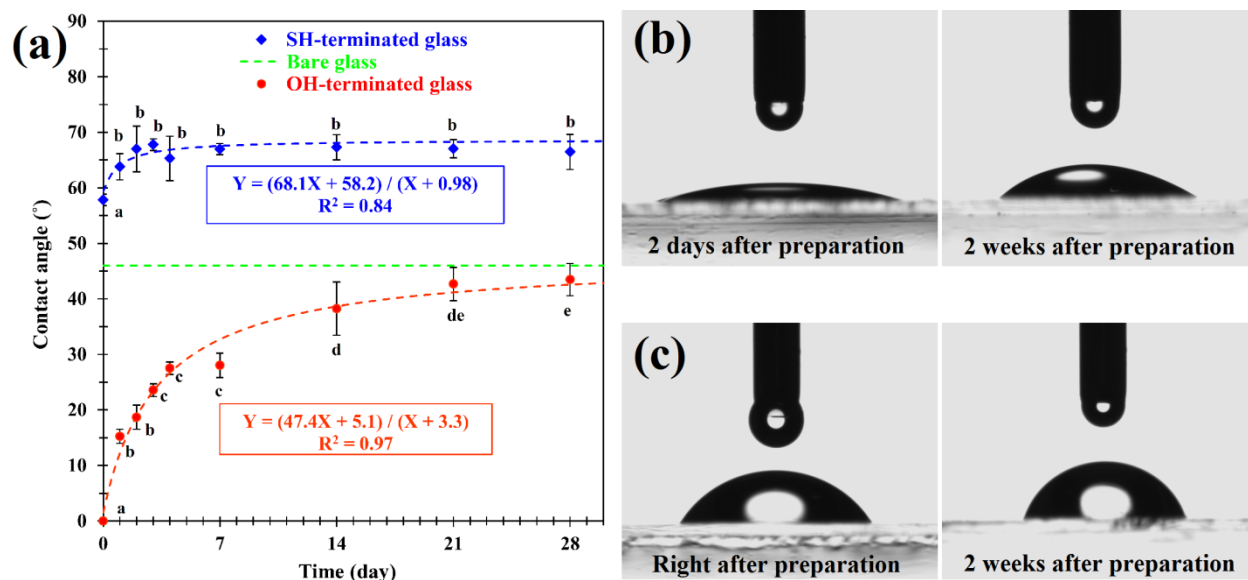 (a)
SH-terminated glass
Bare glass
OH-terminated glass
Contact angle (°)
90
80
70
60
50
40
30
20
10
0
b b b b b b b b
a
Y = (68.1X + 58.2) / (X + 0.98)
R² = 0.84
a b b c c c d de e
Y = (47.4X + 5.1) / (X + 3.3)
R² = 0.97
0 7 14 21 28
Time (day)
(b)
2 days after preparation
2 weeks after preparation
(c)
Right after preparation
2 weeks after preparation